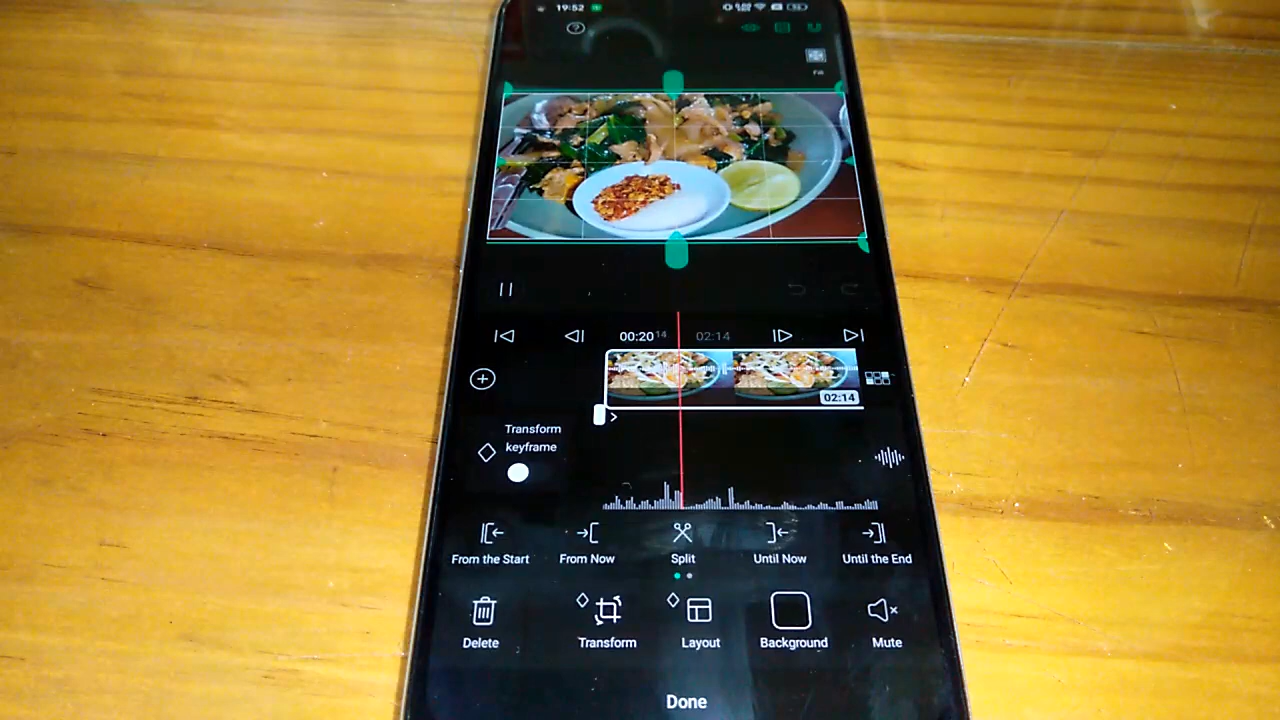 19:52
Fill
00:20 14 02:14
02:14
Transform
keyframe
From the Start From Now Split Until Now Until the End
Delete Transform Layout Background Mute
Done